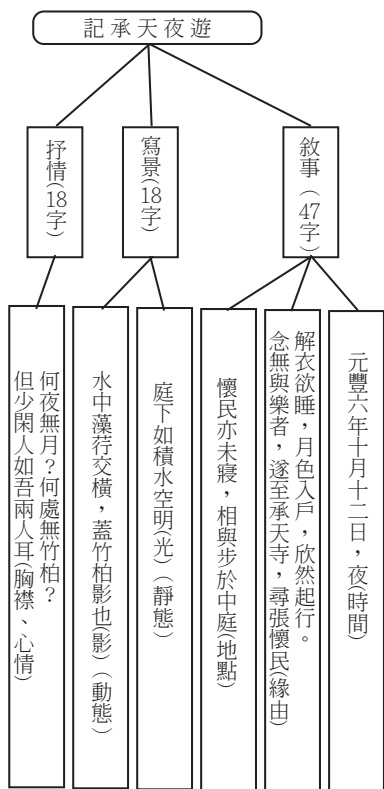 記承天夜遊
敘事（47字）
寫景(18字)
抒情(18字)
元豐六年十月十二日，夜(時間)
解衣欲睡，月色入戶，欣然起行。
念無與樂者，遂至承天寺，尋張懷民(緣由)
懷民亦未寢，相與步於中庭(地點)
庭下如積水空明(光)（靜態）
水中藻荇交橫，蓋竹柏影也(影)（動態）
何夜無月？何處無竹柏？
但少閑人如吾兩人耳(胸襟、心情)